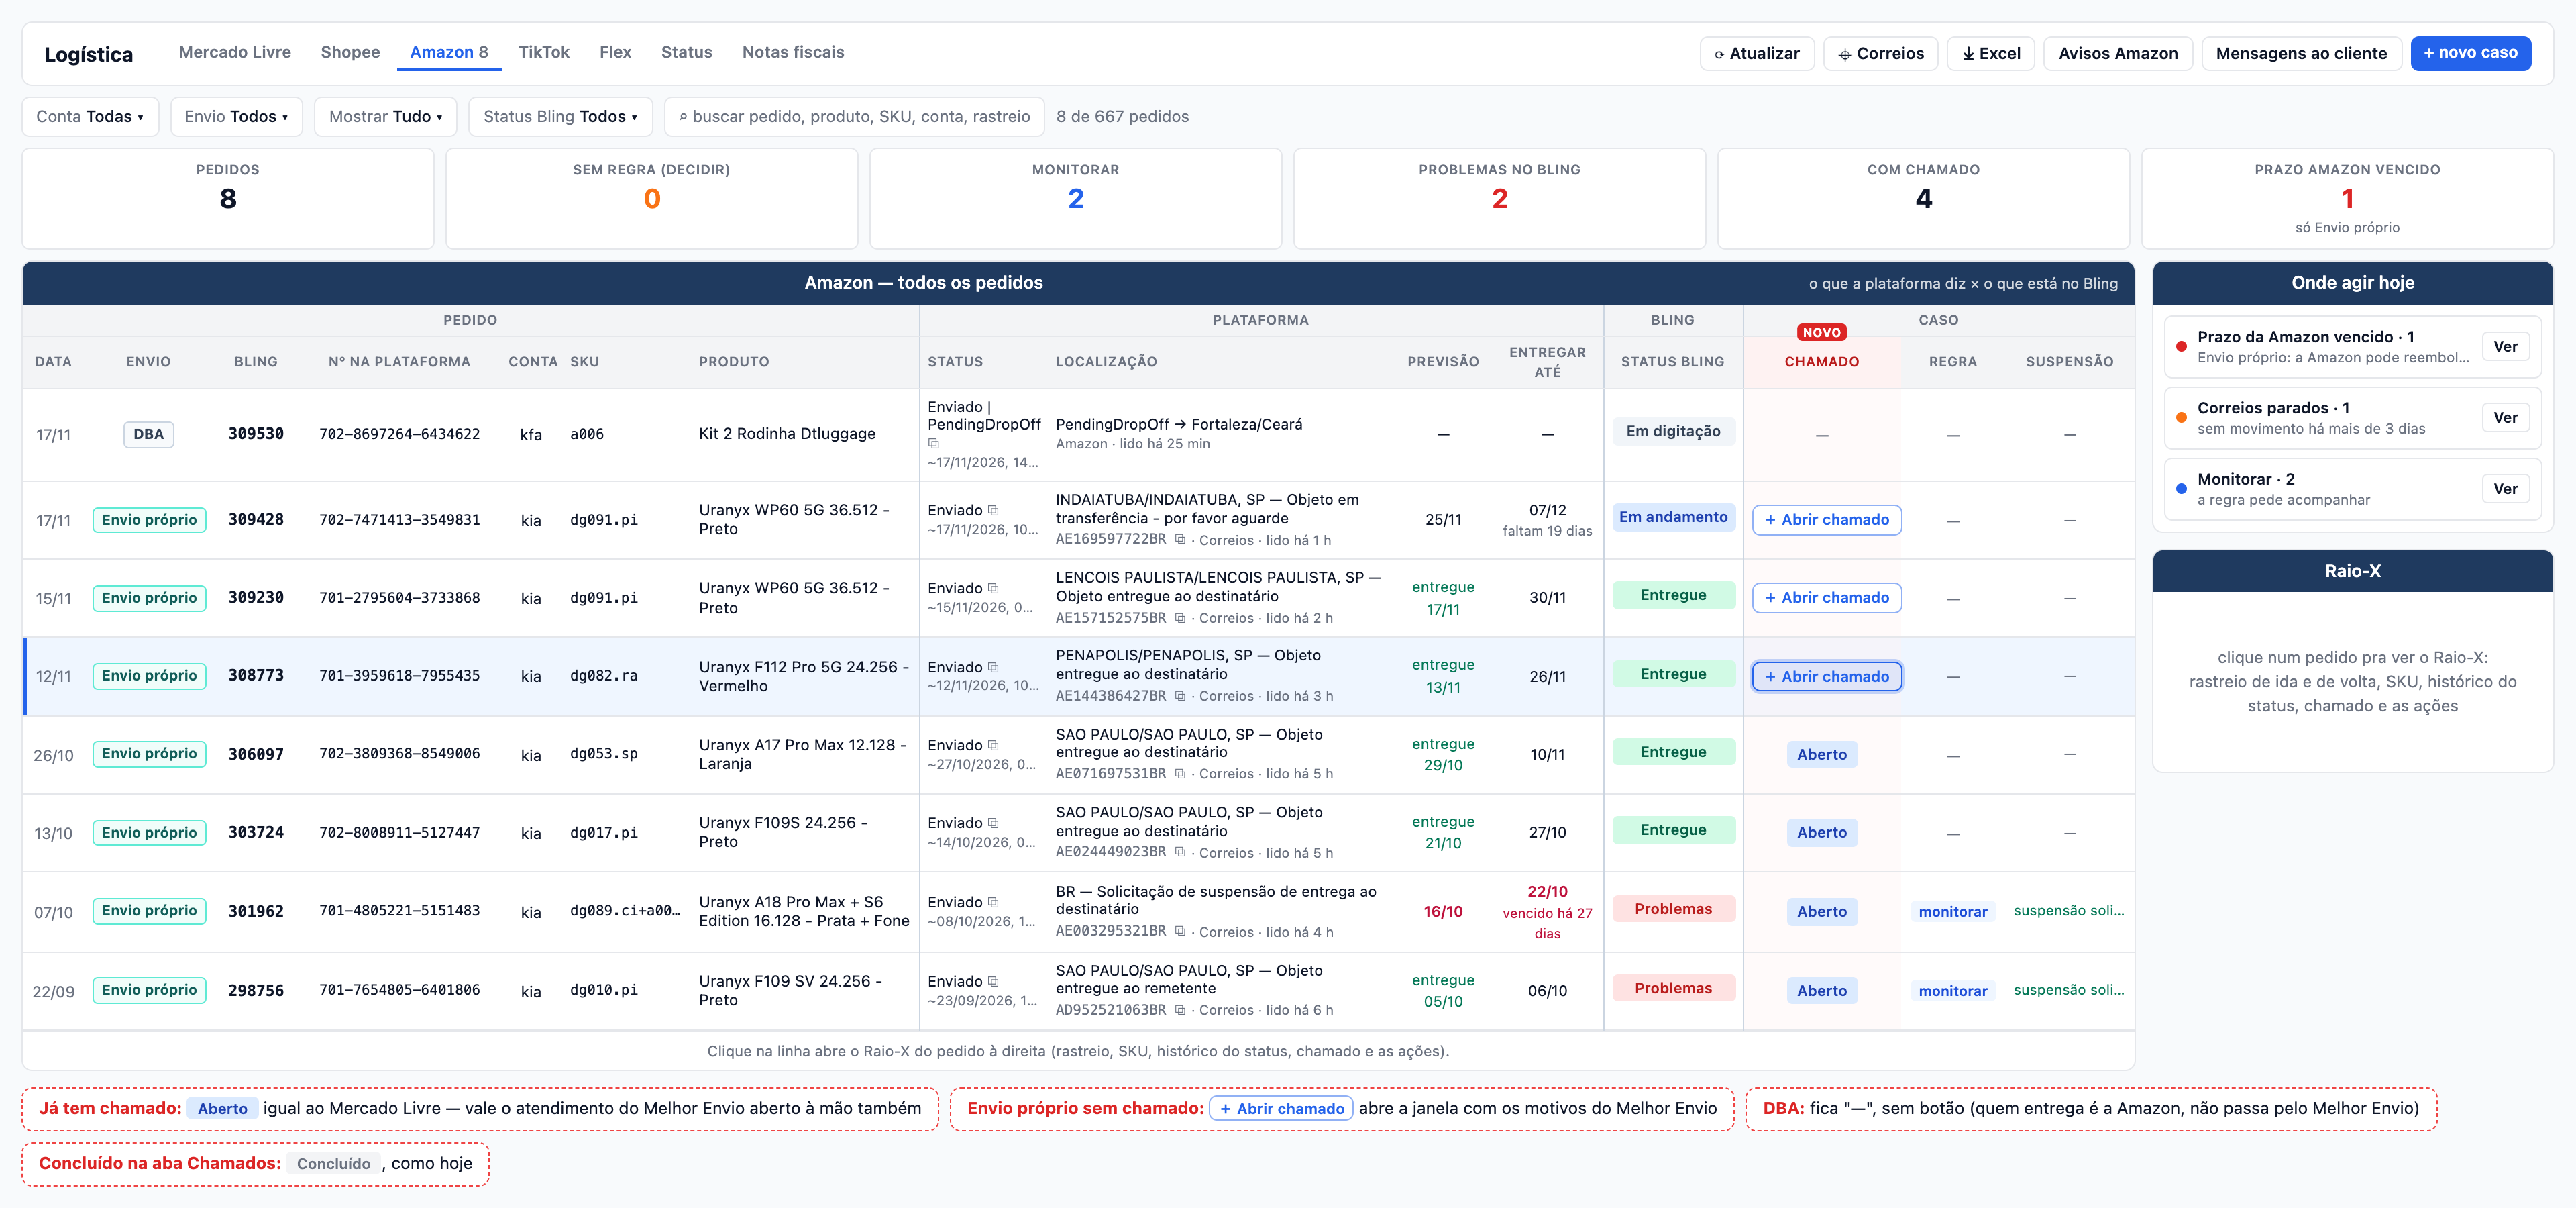 Logística
Mercado Livre Shopee Amazon 8 TikTok Flex Status Notas fiscais
Atualizar Correios Excel Avisos Amazon Mensagens ao cliente + novo caso
Conta Todas Envio Todos Mostrar Tudo Status Bling Todos buscar pedido, produto, SKU, conta, rastreio 8 de 667 pedidos
PEDIDOS
8
SEM REGRA (DECIDIR)
0
MONITORAR
2
PROBLEMAS NO BLING
2
COM CHAMADO
4
PRAZO AMAZON VENCIDO
1
só Envio próprio
Amazon — todos os pedidos o que a plataforma diz × o que está no Bling
PEDIDO PLATAFORMA BLING CASO
NOVO
DATA ENVIO BLING Nº NA PLATAFORMA CONTA SKU PRODUTO STATUS LOCALIZAÇÃO PREVISÃO ENTREGAR ATÉ STATUS BLING CHAMADO REGRA SUSPENSÃO
17/11 DBA 309530 702-8697264-6434622 kfa a006 Kit 2 Rodinha Dtluggage
Enviado |
PendingDropOff
~17/11/2026, 14...
PendingDropOff → Fortaleza/Ceará
Amazon · lido há 25 min
— — Em digitação — — —
17/11 Envio próprio 309428 702-7471413-3549831 kia dg091.pi
Uranyx WP60 5G 36.512 -
Preto
Enviado
~17/11/2026, 10...
INDAIATUBA/INDAIATUBA, SP — Objeto em
transferência - por favor aguarde
AE169597722BR · Correios · lido há 1 h
25/11
07/12
faltam 19 dias
Em andamento + Abrir chamado — —
15/11 Envio próprio 309230 701-2795604-3733868 kia dg091.pi
Uranyx WP60 5G 36.512 -
Preto
Enviado
~15/11/2026, 0...
LENCOIS PAULISTA/LENCOIS PAULISTA, SP —
Objeto entregue ao destinatário
AE157152575BR · Correios · lido há 2 h
entregue
17/11
30/11 Entregue + Abrir chamado — —
12/11 Envio próprio 308773 701-3959618-7955435 kia dg082.ra
Uranyx F112 Pro 5G 24.256 -
Vermelho
Enviado
~12/11/2026, 10...
PENAPOLIS/PENAPOLIS, SP — Objeto
entregue ao destinatário
AE144386427BR · Correios · lido há 3 h
entregue
13/11
26/11 Entregue + Abrir chamado — —
26/10 Envio próprio 306097 702-3809368-8549006 kia dg053.sp
Uranyx A17 Pro Max 12.128 -
Laranja
Enviado
~27/10/2026, 0...
SAO PAULO/SAO PAULO, SP — Objeto
entregue ao destinatário
AE071697531BR · Correios · lido há 5 h
entregue
29/10
10/11 Entregue Aberto — —
13/10 Envio próprio 303724 702-8008911-5127447 kia dg017.pi
Uranyx F109S 24.256 -
Preto
Enviado
~14/10/2026, 0...
SAO PAULO/SAO PAULO, SP — Objeto
entregue ao destinatário
AE024449023BR · Correios · lido há 5 h
entregue
21/10
27/10 Entregue Aberto — —
07/10 Envio próprio 301962 701-4805221-5151483 kia dg089.ci+a00...
Uranyx A18 Pro Max + S6
Edition 16.128 - Prata + Fone
Enviado
~08/10/2026, 1...
BR — Solicitação de suspensão de entrega ao
destinatário
AE003295321BR · Correios · lido há 4 h
16/10
22/10
vencido há 27
dias
Problemas Aberto monitorar suspensão soli...
22/09 Envio próprio 298756 701-7654805-6401806 kia dg010.pi
Uranyx F109 SV 24.256 -
Preto
Enviado
~23/09/2026, 1...
SAO PAULO/SAO PAULO, SP — Objeto
entregue ao remetente
AD952521063BR · Correios · lido há 6 h
entregue
05/10
06/10 Problemas Aberto monitorar suspensão soli...
Clique na linha abre o Raio-X do pedido à direita (rastreio, SKU, histórico do status, chamado e as ações).
Onde agir hoje
Prazo da Amazon vencido · 1
Envio próprio: a Amazon pode reembol...
Ver
Correios parados · 1
sem movimento há mais de 3 dias
Ver
Monitorar · 2
a regra pede acompanhar
Ver
Raio-X
clique num pedido pra ver o Raio-X:
rastreio de ida e de volta, SKU, histórico do
status, chamado e as ações
Já tem chamado: Aberto igual ao Mercado Livre — vale o atendimento do Melhor Envio aberto à mão também
Envio próprio sem chamado: + Abrir chamado abre a janela com os motivos do Melhor Envio
DBA: fica "—", sem botão (quem entrega é a Amazon, não passa pelo Melhor Envio)
Concluído na aba Chamados: Concluído , como hoje